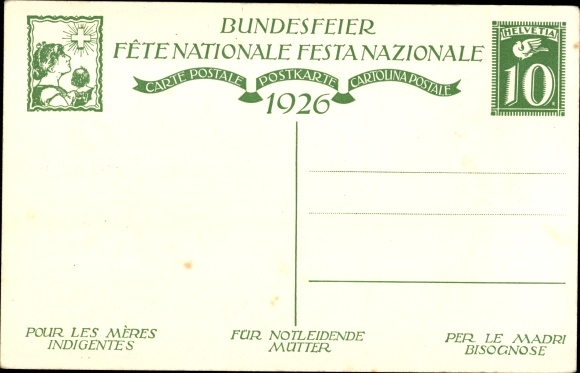 BUNDESFEIER
FÊTE NATIONALE FESTA NAZIONALE
CARTE POSTALE POSTKARTE CARTOLINA POSTALE
1926
HELVETIA
10
POUR LES MÈRES
INDIGENTES
FÜR NOTLEIDENDE
MÜTTER
PER LE MADRI
BISOGNOSE